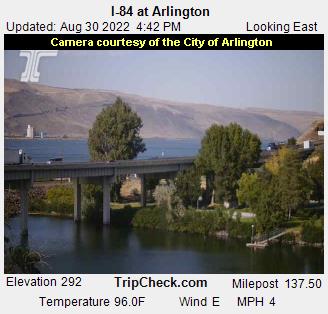 I-84 at Arlington
Updated: Aug 30 2022 4:42 PM Looking East
Camera courtesy of the City of Arlington
Elevation 292 TripCheck.com Milepost 137.50
Temperature 96.0F Wind E MPH 4